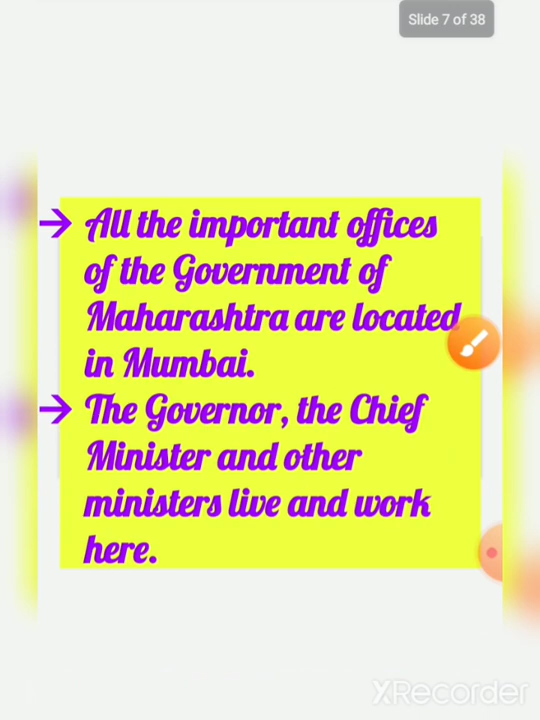 Slide 7 of 38
→ All the important offices
of the Government of
Maharashtra are located
in Mumbai.
→ The Governor, the Chief
Minister and other
ministers live and work
here.
XRecorder